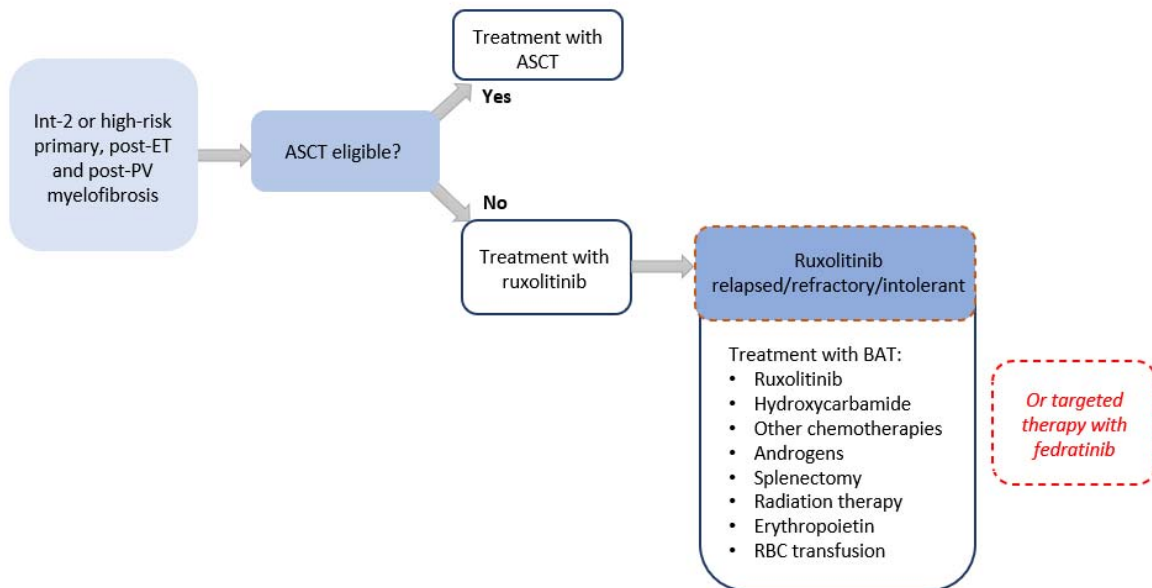 Treatment with
ASCT
Yes
Int-2 or high-risk
primary, post-ET
and post-PV
myelofibrosis
ASCT eligible?
No
Treatment with
ruxolitinib
Ruxolitinib
relapsed/refractory/intolerant
Treatment with BAT:
• Ruxolitinib
• Hydroxycarbamide
• Other chemotherapies
• Androgens
• Splenectomy
• Radiation therapy
• Erythropoietin
• RBC transfusion
Or targeted
therapy with
fedratinib